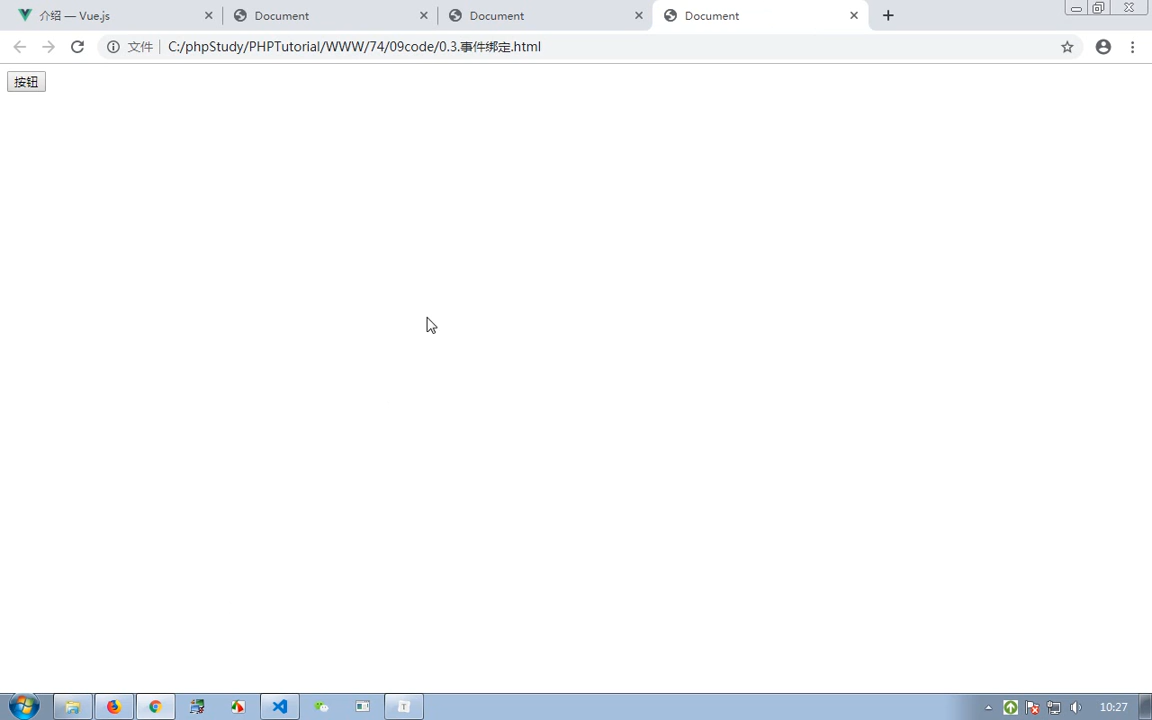 介绍 — Vue.js
Document
Document
Document
文件
C:/phpStudy/PHPTutorial/WWW/74/09code/0.3.事件绑定.html
按钮
T
10:27